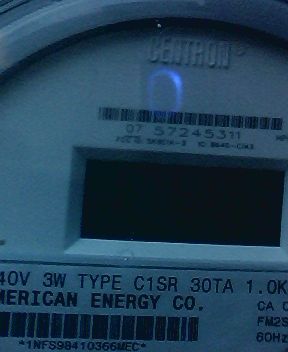 CENTRON
07 57245311
40V 3W TYPE C1SR 30TA 1.0K
MERICAN ENERGY CO.
CA
FM2S
60Hz
*1NFS98410366MEC*